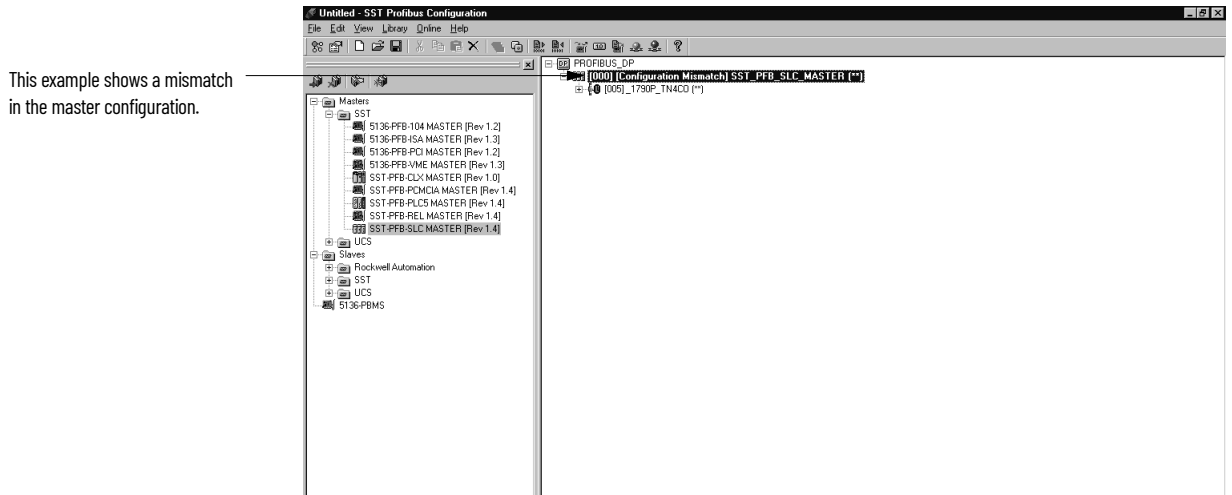 Untitled - SST Profibus Configuration
File Edit View Library Online Help
This example shows a mismatch
in the master configuration.
Masters
SST
5136-PFB-104 MASTER [Rev 1.2]
5136-PFB-ISA MASTER [Rev 1.3]
5136-PFB-PCI MASTER [Rev 1.2]
5136-PFB-VME MASTER [Rev 1.3]
SST-PFB-CLX MASTER [Rev 1.0]
SST-PFB-PCMCIA MASTER [Rev 1.4]
SST-PFB-PLC5 MASTER [Rev 1.4]
SST-PFB-REL MASTER [Rev 1.4]
SST-PFB-SLC MASTER [Rev 1.4]
UCS
Slaves
Rockwell Automation
SST
UCS
5136-PBMS
DP PROFIBUS_DP
[000] [Configuration Mismatch] SST_PFB_SLC_MASTER (**)
[005] _1790P_TN4C0 (**)